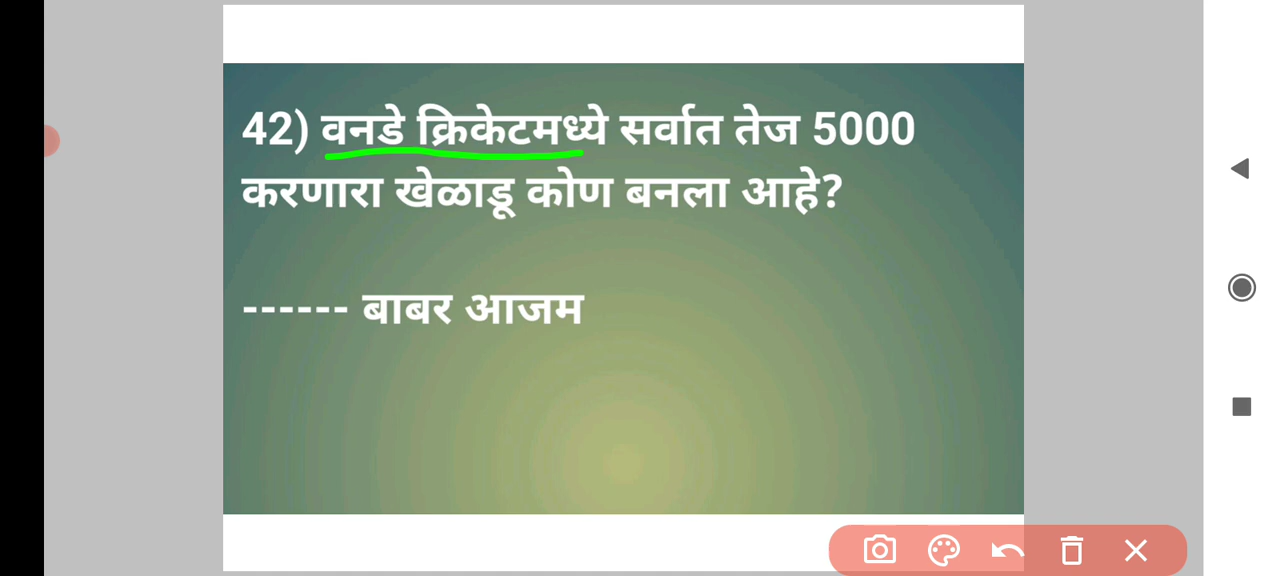 42) वनडे क्रिकेटमध्ये सर्वात तेज 5000
करणारा खेळाडू कोण बनला आहे?
------ बाबर आजम